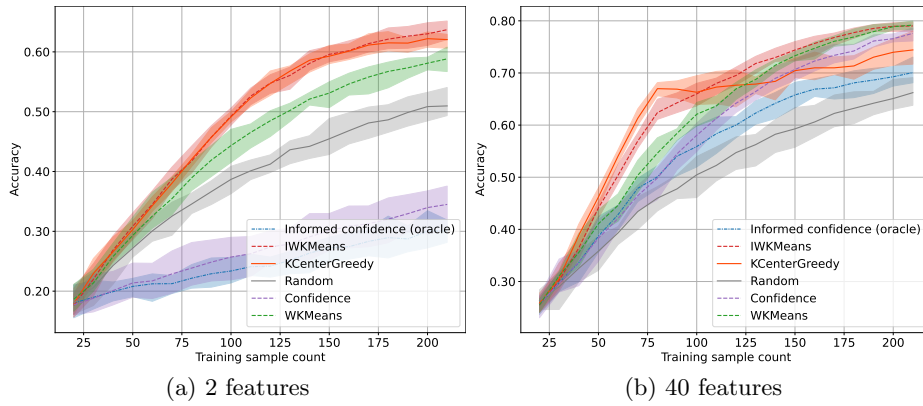 0.60
0.50
0.40
0.30
0.20
Accuracy
25 50 75 100 125 150 175 200
Training sample count
Informed confidence (oracle)
IWKMeans
KCenterGreedy
Random
Confidence
WKMeans
(a) 2 features
0.80
0.70
0.60
0.50
0.40
0.30
Accuracy
25 50 75 100 125 150 175 200
Training sample count
Informed confidence (oracle)
IWKMeans
KCenterGreedy
Random
Confidence
WKMeans
(b) 40 features